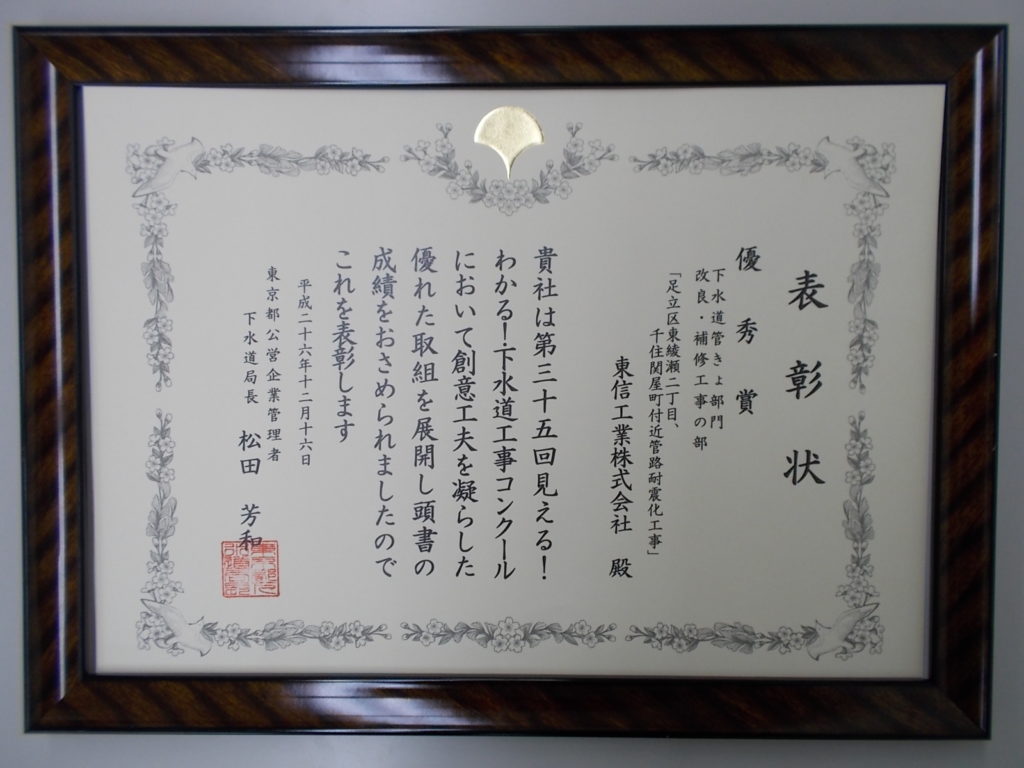 表彰状
優秀賞
下水道管きょ部門
改良・補修工事の部
「足立区東綾瀬二丁目、
千住関屋町付近管路耐震化工事」
東信工業株式会社 殿
貴社は第三十五回見える!
わかる!下水道工事コンクール
において創意工夫を凝らした
優れた取組を展開し頭書の
成績をおさめられましたので
これを表彰します
平成二十六年十二月十六日
東京都公営企業管理者
下水道局長 松田 芳和